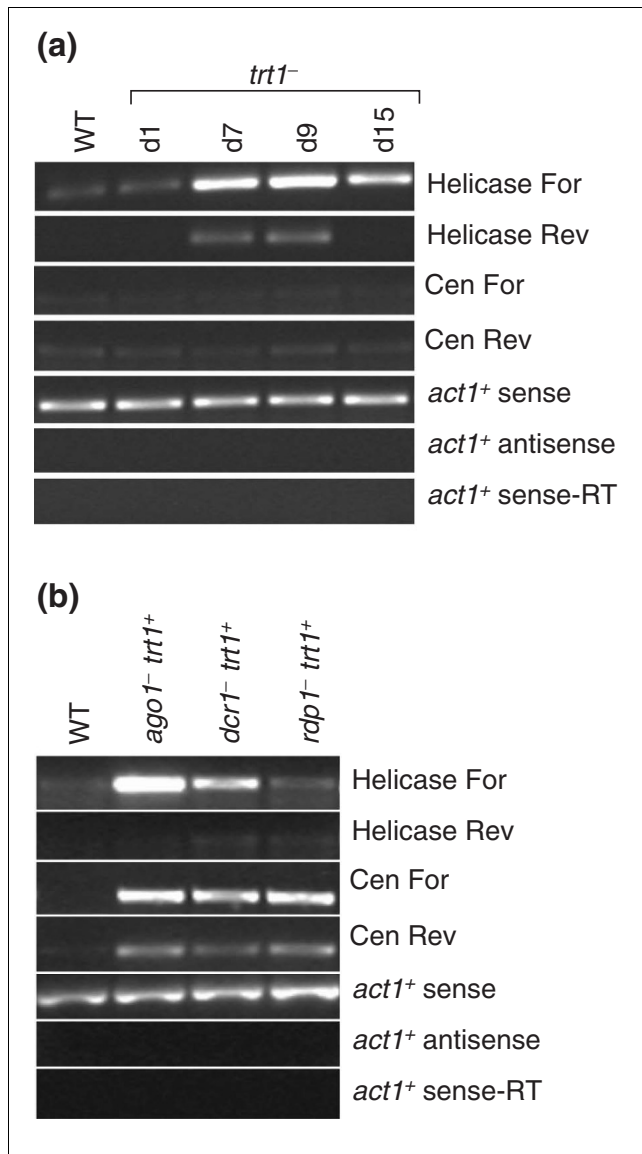 (a)
trt1–
WT d1 d7 d9 d15
Helicase For
Helicase Rev
Cen For
Cen Rev
act1+ sense
act1+ antisense
act1+ sense-RT
(b)
WT ago1– trt1+ dcr1– trt1+ rdp1– trt1+
Helicase For
Helicase Rev
Cen For
Cen Rev
act1+ sense
act1+ antisense
act1+ sense-RT